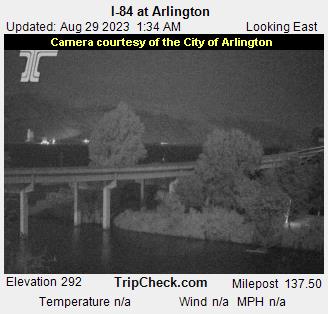 I-84 at Arlington
Updated: Aug 29 2023 1:34 AM Looking East
Camera courtesy of the City of Arlington
Elevation 292 TripCheck.com Milepost 137.50
Temperature n/a Wind n/a MPH n/a